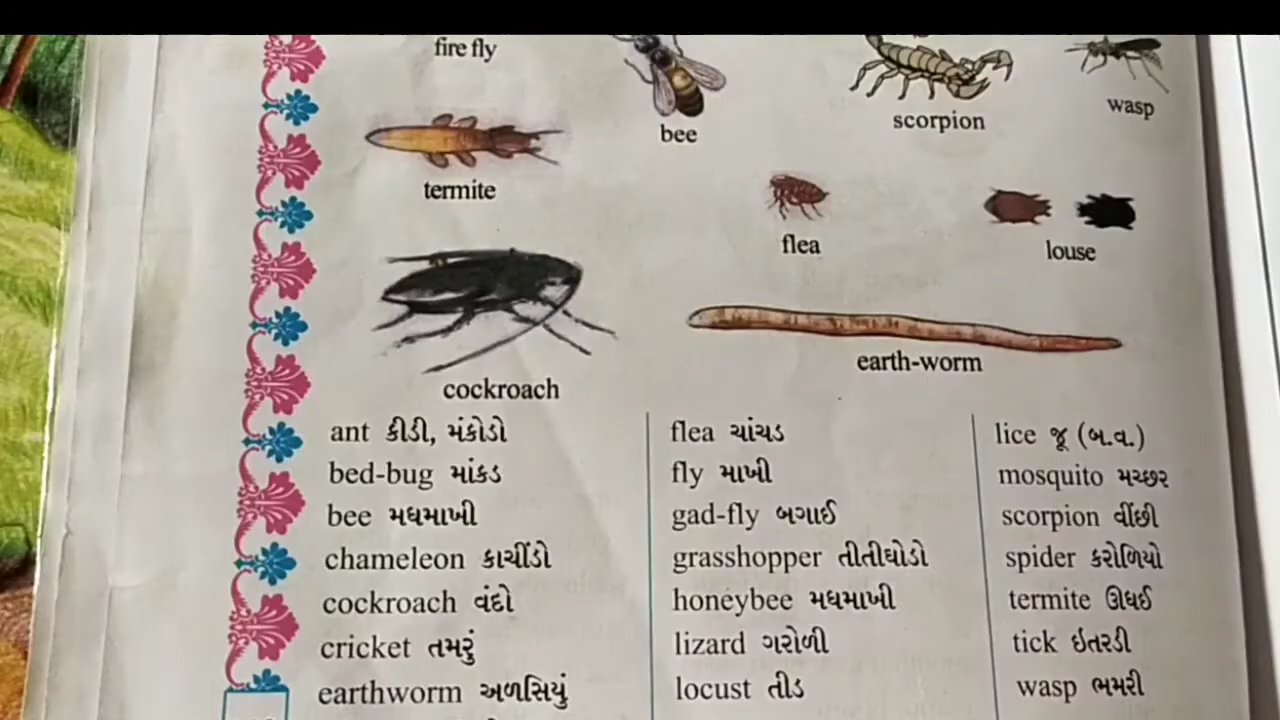 fire fly
bee
scorpion
wasp
termite
flea
louse
cockroach
earth-worm
ant કીડી, મંકોડો
bed-bug માંકડ
bee મધમાખી
chameleon કાચીંડો
cockroach વંદો
cricket તમરું
earthworm અળસિયું
flea ચાંચડ
fly માખી
gad-fly બગાઈ
grasshopper તીતીઘોડો
honeybee મધમાખી
lizard ગરોળી
locust તીડ
lice જૂ (બ.વ.)
mosquito મચ્છર
scorpion વીંછી
spider કરોળિયો
termite ઊધઈ
tick ઇતરડી
wasp ભમરી